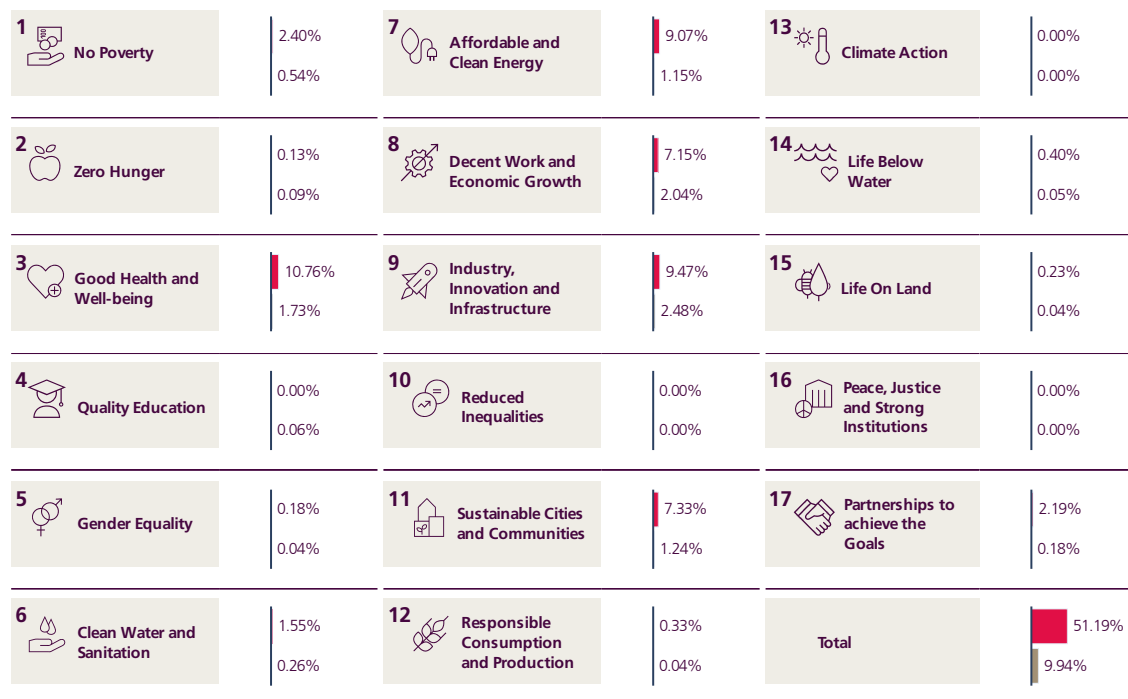 1
No Poverty
2.40%
0.54%
2
Zero Hunger
0.13%
0.09%
3
Good Health and
Well-being
10.76%
1.73%
4
Quality Education
0.00%
0.06%
5
Gender Equality
0.18%
0.04%
6
Clean Water and
Sanitation
1.55%
0.26%
7
Affordable and
Clean Energy
9.07%
1.15%
8
Decent Work and
Economic Growth
7.15%
2.04%
9
Industry,
Innovation and
Infrastructure
9.47%
2.48%
10
Reduced
Inequalities
0.00%
0.00%
11
Sustainable Cities
and Communities
7.33%
1.24%
12
Responsible
Consumption
and Production
0.33%
0.04%
13
Climate Action
0.00%
0.00%
14
Life Below
Water
0.40%
0.05%
15
Life On Land
0.23%
0.04%
16
Peace, Justice
and Strong
Institutions
0.00%
0.00%
17
Partnerships to
achieve the
Goals
2.19%
0.18%
Total
51.19%
9.94%